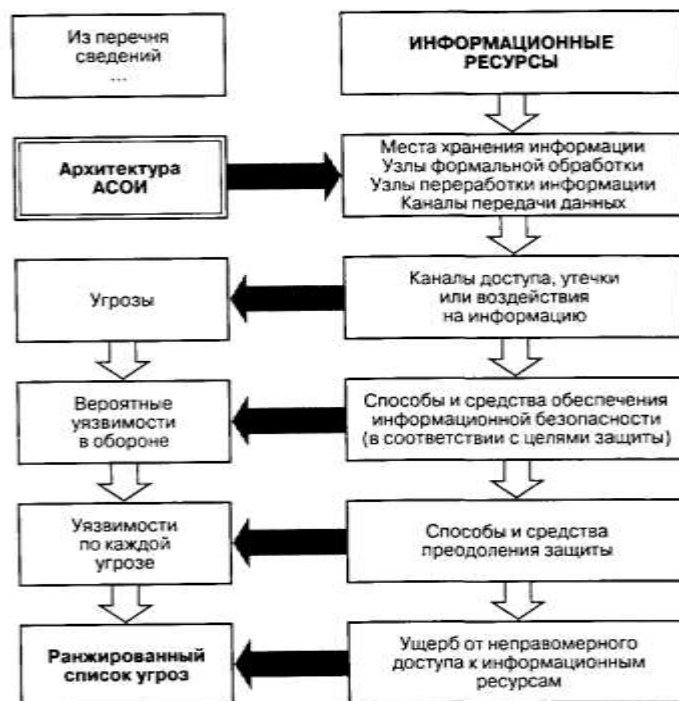 Из перечня
сведений
...
ИНФОРМАЦИОННЫЕ
РЕСУРСЫ
Архитектура
АСОИ
Места хранения информации
Узлы формальной обработки
Узлы переработки информации
Каналы передачи данных
Угрозы
Каналы доступа, утечки
или воздействия
на информацию
Вероятные
уязвимости
в обороне
Способы и средства обеспечения
информационной безопасности
(в соответствии с целями защиты)
Уязвимости
по каждой
угрозе
Способы и средства
преодоления защиты
Ранжированный
список угроз
Ущерб от неправомерного
доступа к информационным
ресурсам